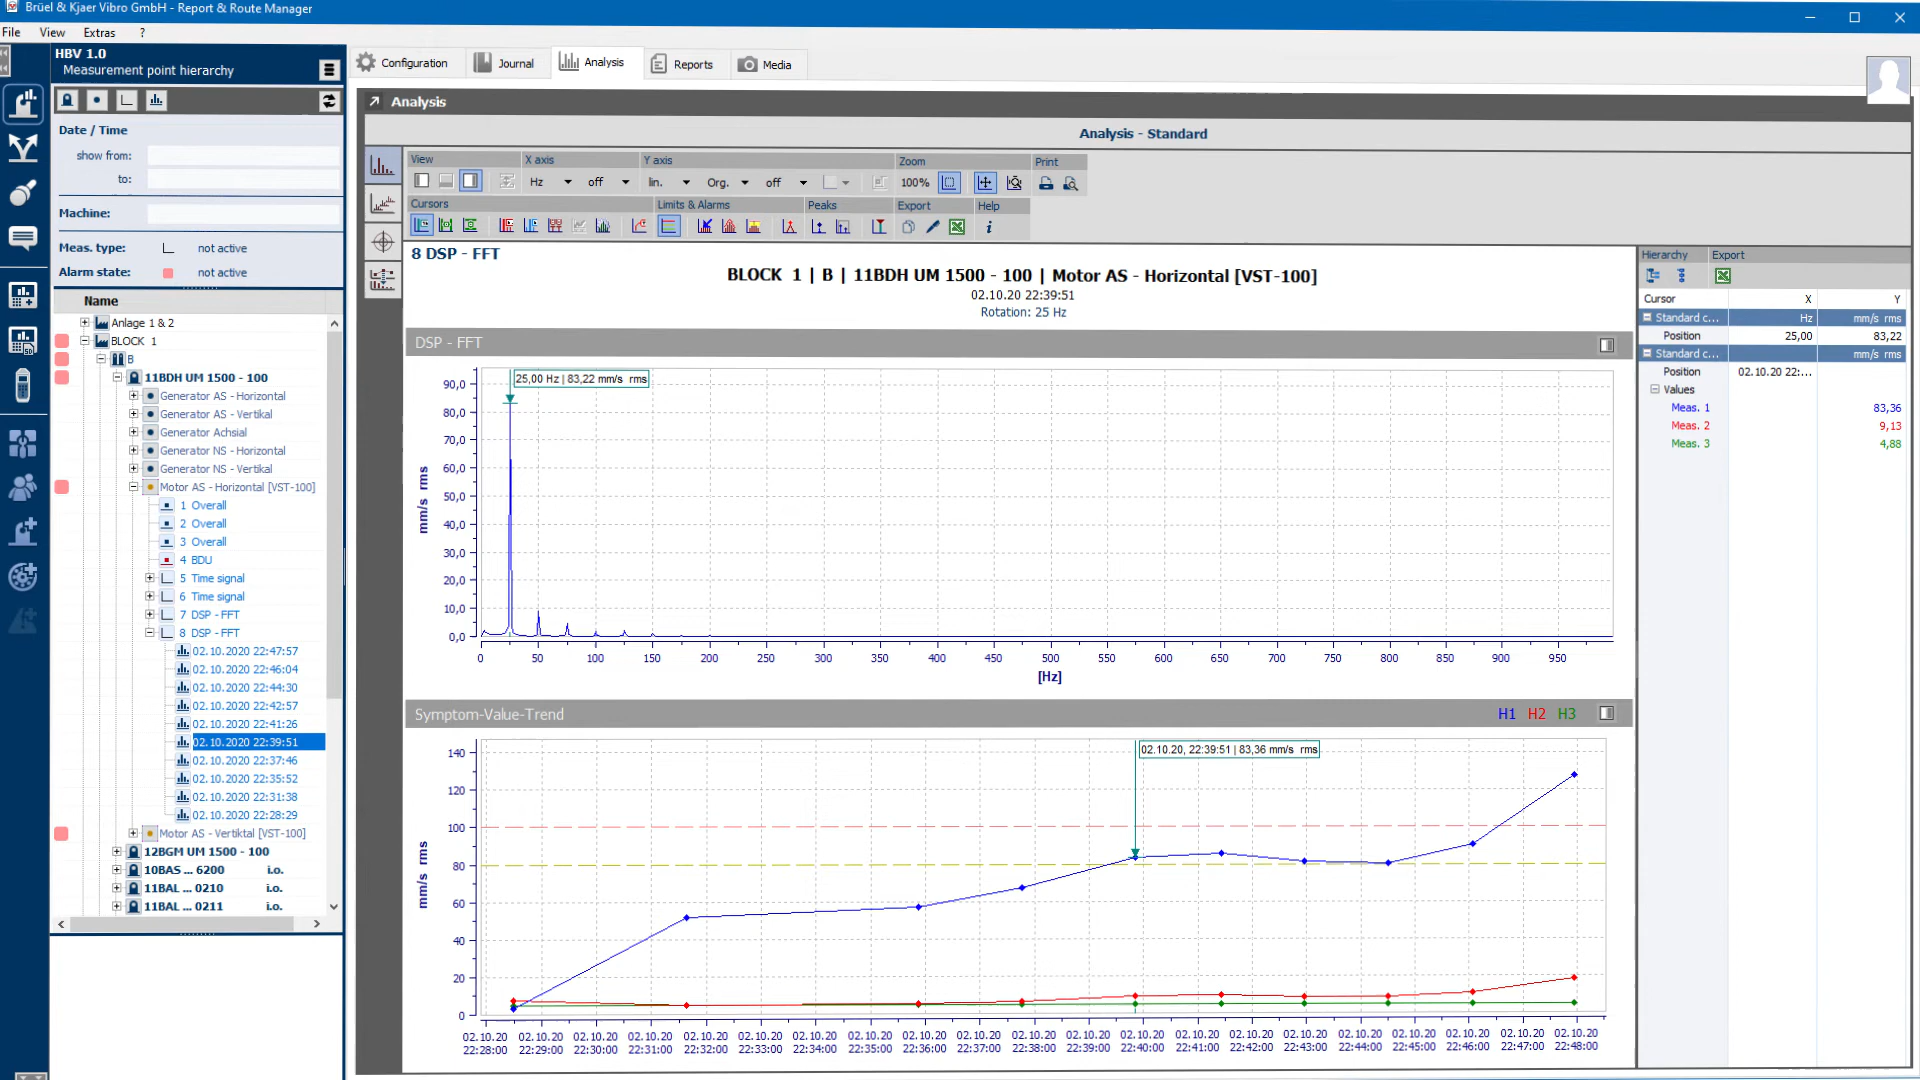 Brüel & Kjaer Vibro GmbH - Report & Route Manager
File View Extras ?
HBV 1.0
Measurement point hierarchy
Date / Time
show from:
to:
Machine:
Meas. type: not active
Alarm state: not active
Name
Anlage 1 & 2
BLOCK 1
B
11BDH UM 1500 - 100
Generator AS - Horizontal
Generator AS - Vertikal
Generator Achsial
Generator NS - Horizontal
Generator NS - Vertikal
Motor AS - Horizontal [VST-100]
1 Overall
2 Overall
3 Overall
4 BDU
5 Time signal
6 Time signal
7 DSP - FFT
8 DSP - FFT
02.10.2020 22:47:57
02.10.2020 22:46:04
02.10.2020 22:44:30
02.10.2020 22:42:57
02.10.2020 22:41:26
02.10.2020 22:39:51
02.10.2020 22:37:46
02.10.2020 22:35:52
02.10.2020 22:31:38
02.10.2020 22:28:29
Motor AS - Vertiktal [VST-100]
12BGM UM 1500 - 100
10BAS ... 6200 i.o.
11BAL ... 0210 i.o.
11BAL ... 0211 i.o.
Configuration Journal Analysis Reports Media
Analysis
Analysis - Standard
View X axis Y axis Zoom Print
Hz off lin. Org. off 100%
Cursors Limits & Alarms Peaks Export Help
8 DSP - FFT
BLOCK 1 | B | 11BDH UM 1500 - 100 | Motor AS - Horizontal [VST-100]
02.10.20 22:39:51
Rotation: 25 Hz
DSP - FFT
25,00 Hz | 83,22 mm/s rms
90,0
80,0
70,0
60,0
50,0
40,0
30,0
20,0
10,0
0,0
mm/s rms
0 50 100 150 200 250 300 350 400 450 500 550 600 650 700 750 800 850 900 950
[Hz]
Symptom-Value-Trend H1 H2 H3
02.10.20, 22:39:51 | 83,36 mm/s rms
140
120
100
80
60
40
20
0
mm/s rms
02.10.20 02.10.20 02.10.20 02.10.20 02.10.20 02.10.20 02.10.20 02.10.20 02.10.20 02.10.20 02.10.20 02.10.20 02.10.20 02.10.20 02.10.20 02.10.20 02.10.20 02.10.20 02.10.20 02.10.20 02.10.20
22:28:00 22:29:00 22:30:00 22:31:00 22:32:00 22:33:00 22:34:00 22:35:00 22:36:00 22:37:00 22:38:00 22:39:00 22:40:00 22:41:00 22:42:00 22:43:00 22:44:00 22:45:00 22:46:00 22:47:00 22:48:00
Hierarchy Export
Cursor X Y
Standard c... Hz mm/s rms
Position 25,00 83,22
Standard c... mm/s rms
Position 02.10.20 22:...
Values
Meas. 1 83,36
Meas. 2 9,13
Meas. 3 4,88